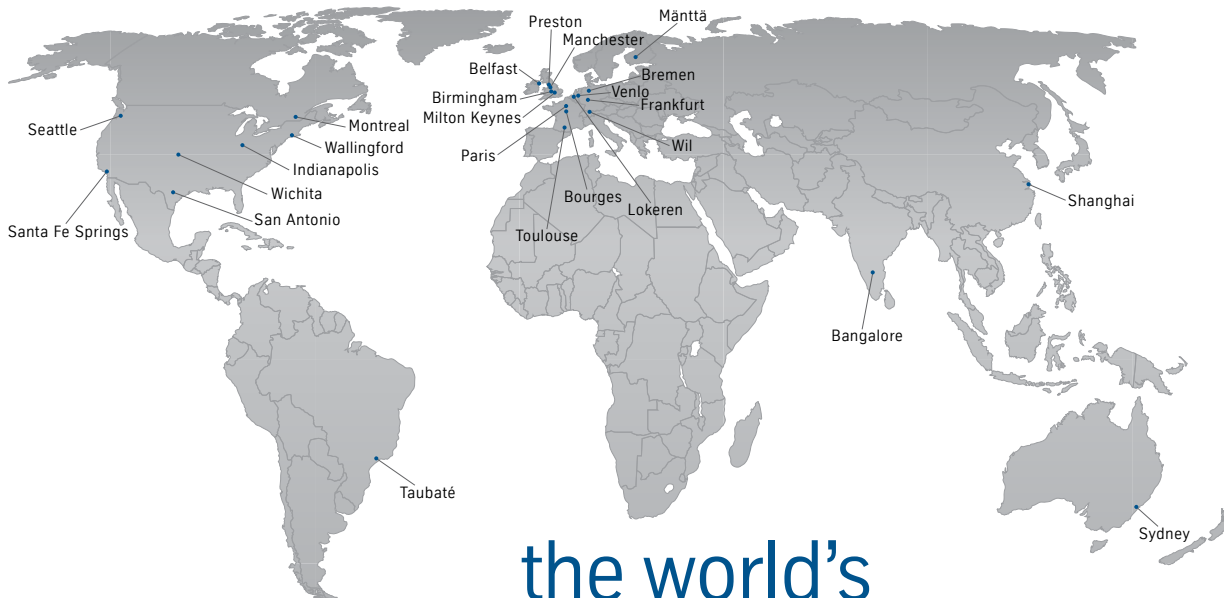 Preston
Mänttä
Manchester
Belfast
Bremen
Birmingham
Venlo
Milton Keynes
Frankfurt
Seattle
Montreal
Wallingford
Paris
Wil
Indianapolis
Wichita
Bourges
San Antonio
Lokeren
Shanghai
Santa Fe Springs
Toulouse
Bangalore
Taubaté
Sydney
the world's